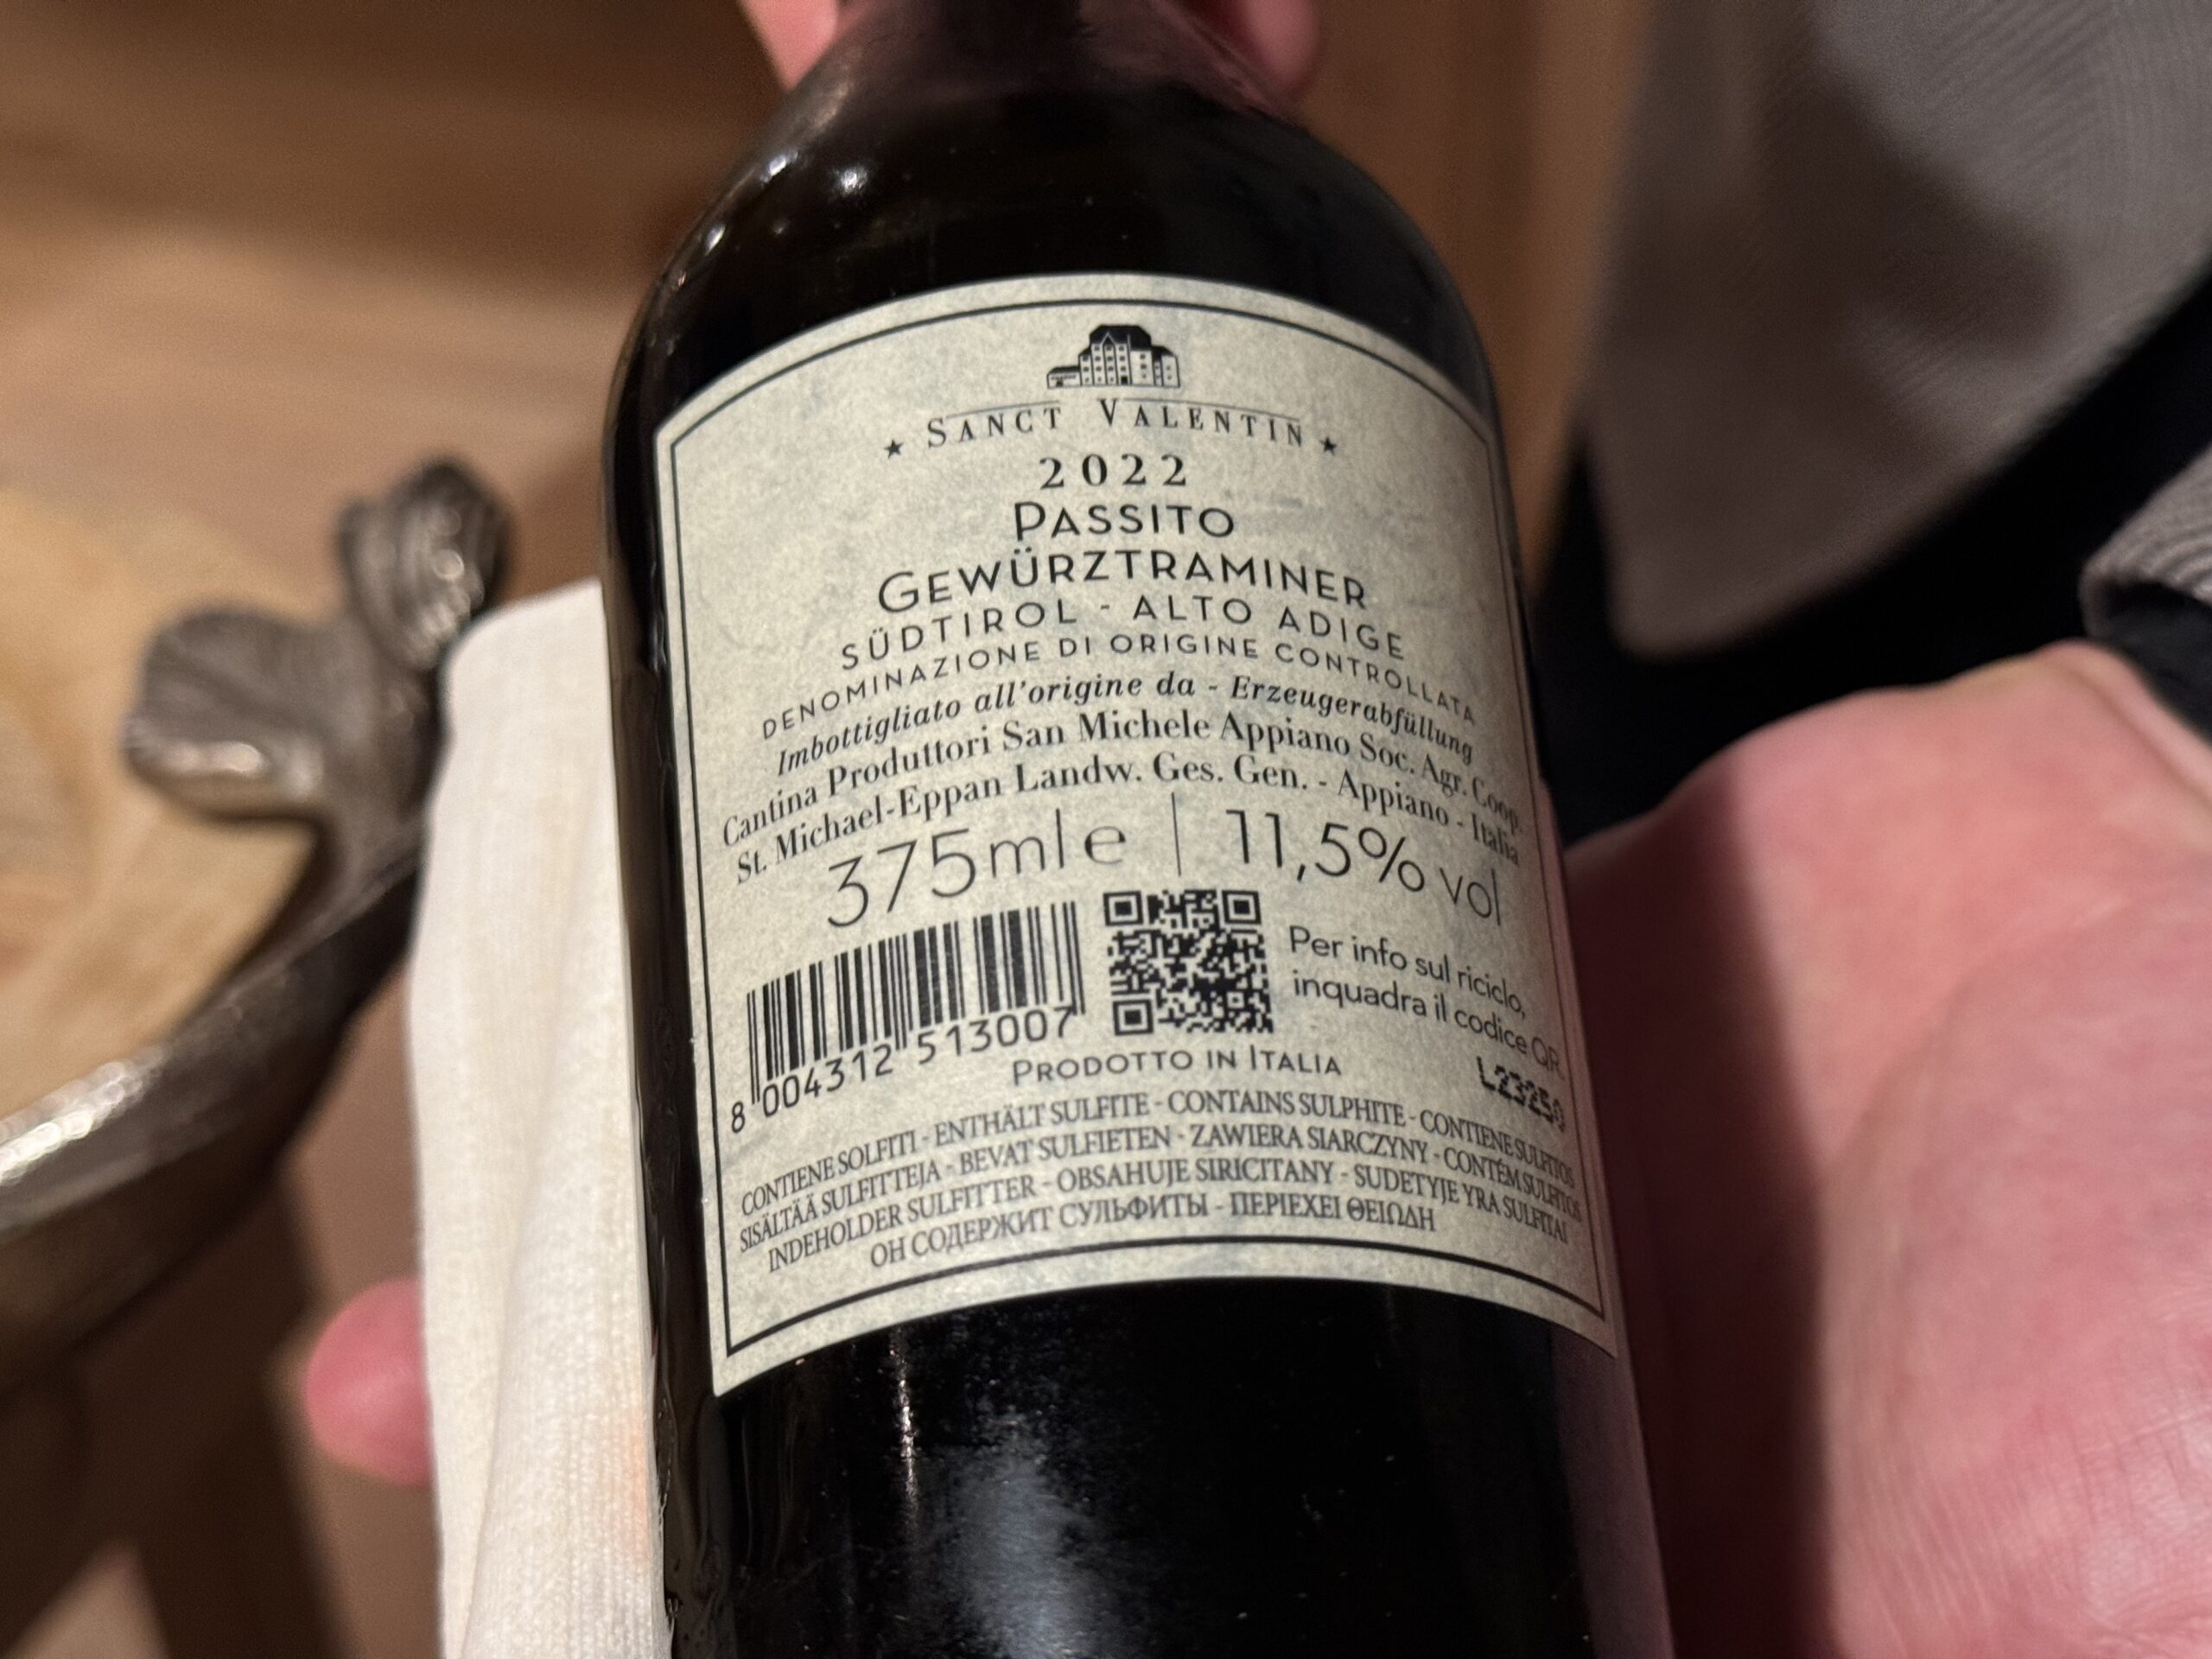 ★ SANCT VALENTIN ★
2022
PASSITO
GEWÜRZTRAMINER
SÜDTIROL - ALTO ADIGE
DENOMINAZIONE DI ORIGINE CONTROLLATA
Imbottigliato all'origine da - Erzeugerabfüllung
Cantina Produttori San Michele Appiano Soc. Agr. Coop.
St. Michael-Eppan Landw. Ges. Gen. - Appiano - Italia
375ml e | 11,5% vol
Per info sul riciclo,
inquadra il codice QR.
8 004312 513007
PRODOTTO IN ITALIA
L23250
CONTIENE SOLFITI - ENTHÄLT SULFITE - CONTAINS SULPHITE - CONTIENE SULFITOS
SISÄLTÄÄ SULFITTEJA - BEVAT SULFIETEN - ZAWIERA SIARCZYNY - CONTÉM SULFITOS
INDEHOLDER SULFITTER - OBSAHUJE SIRICITANY - SUDETYJE YRA SULFITAI
ОН СОДЕРЖИТ СУЛЬФИТЫ - ΠΕΡΙΕΧΕΙ ΘΕΙΩΔΗ